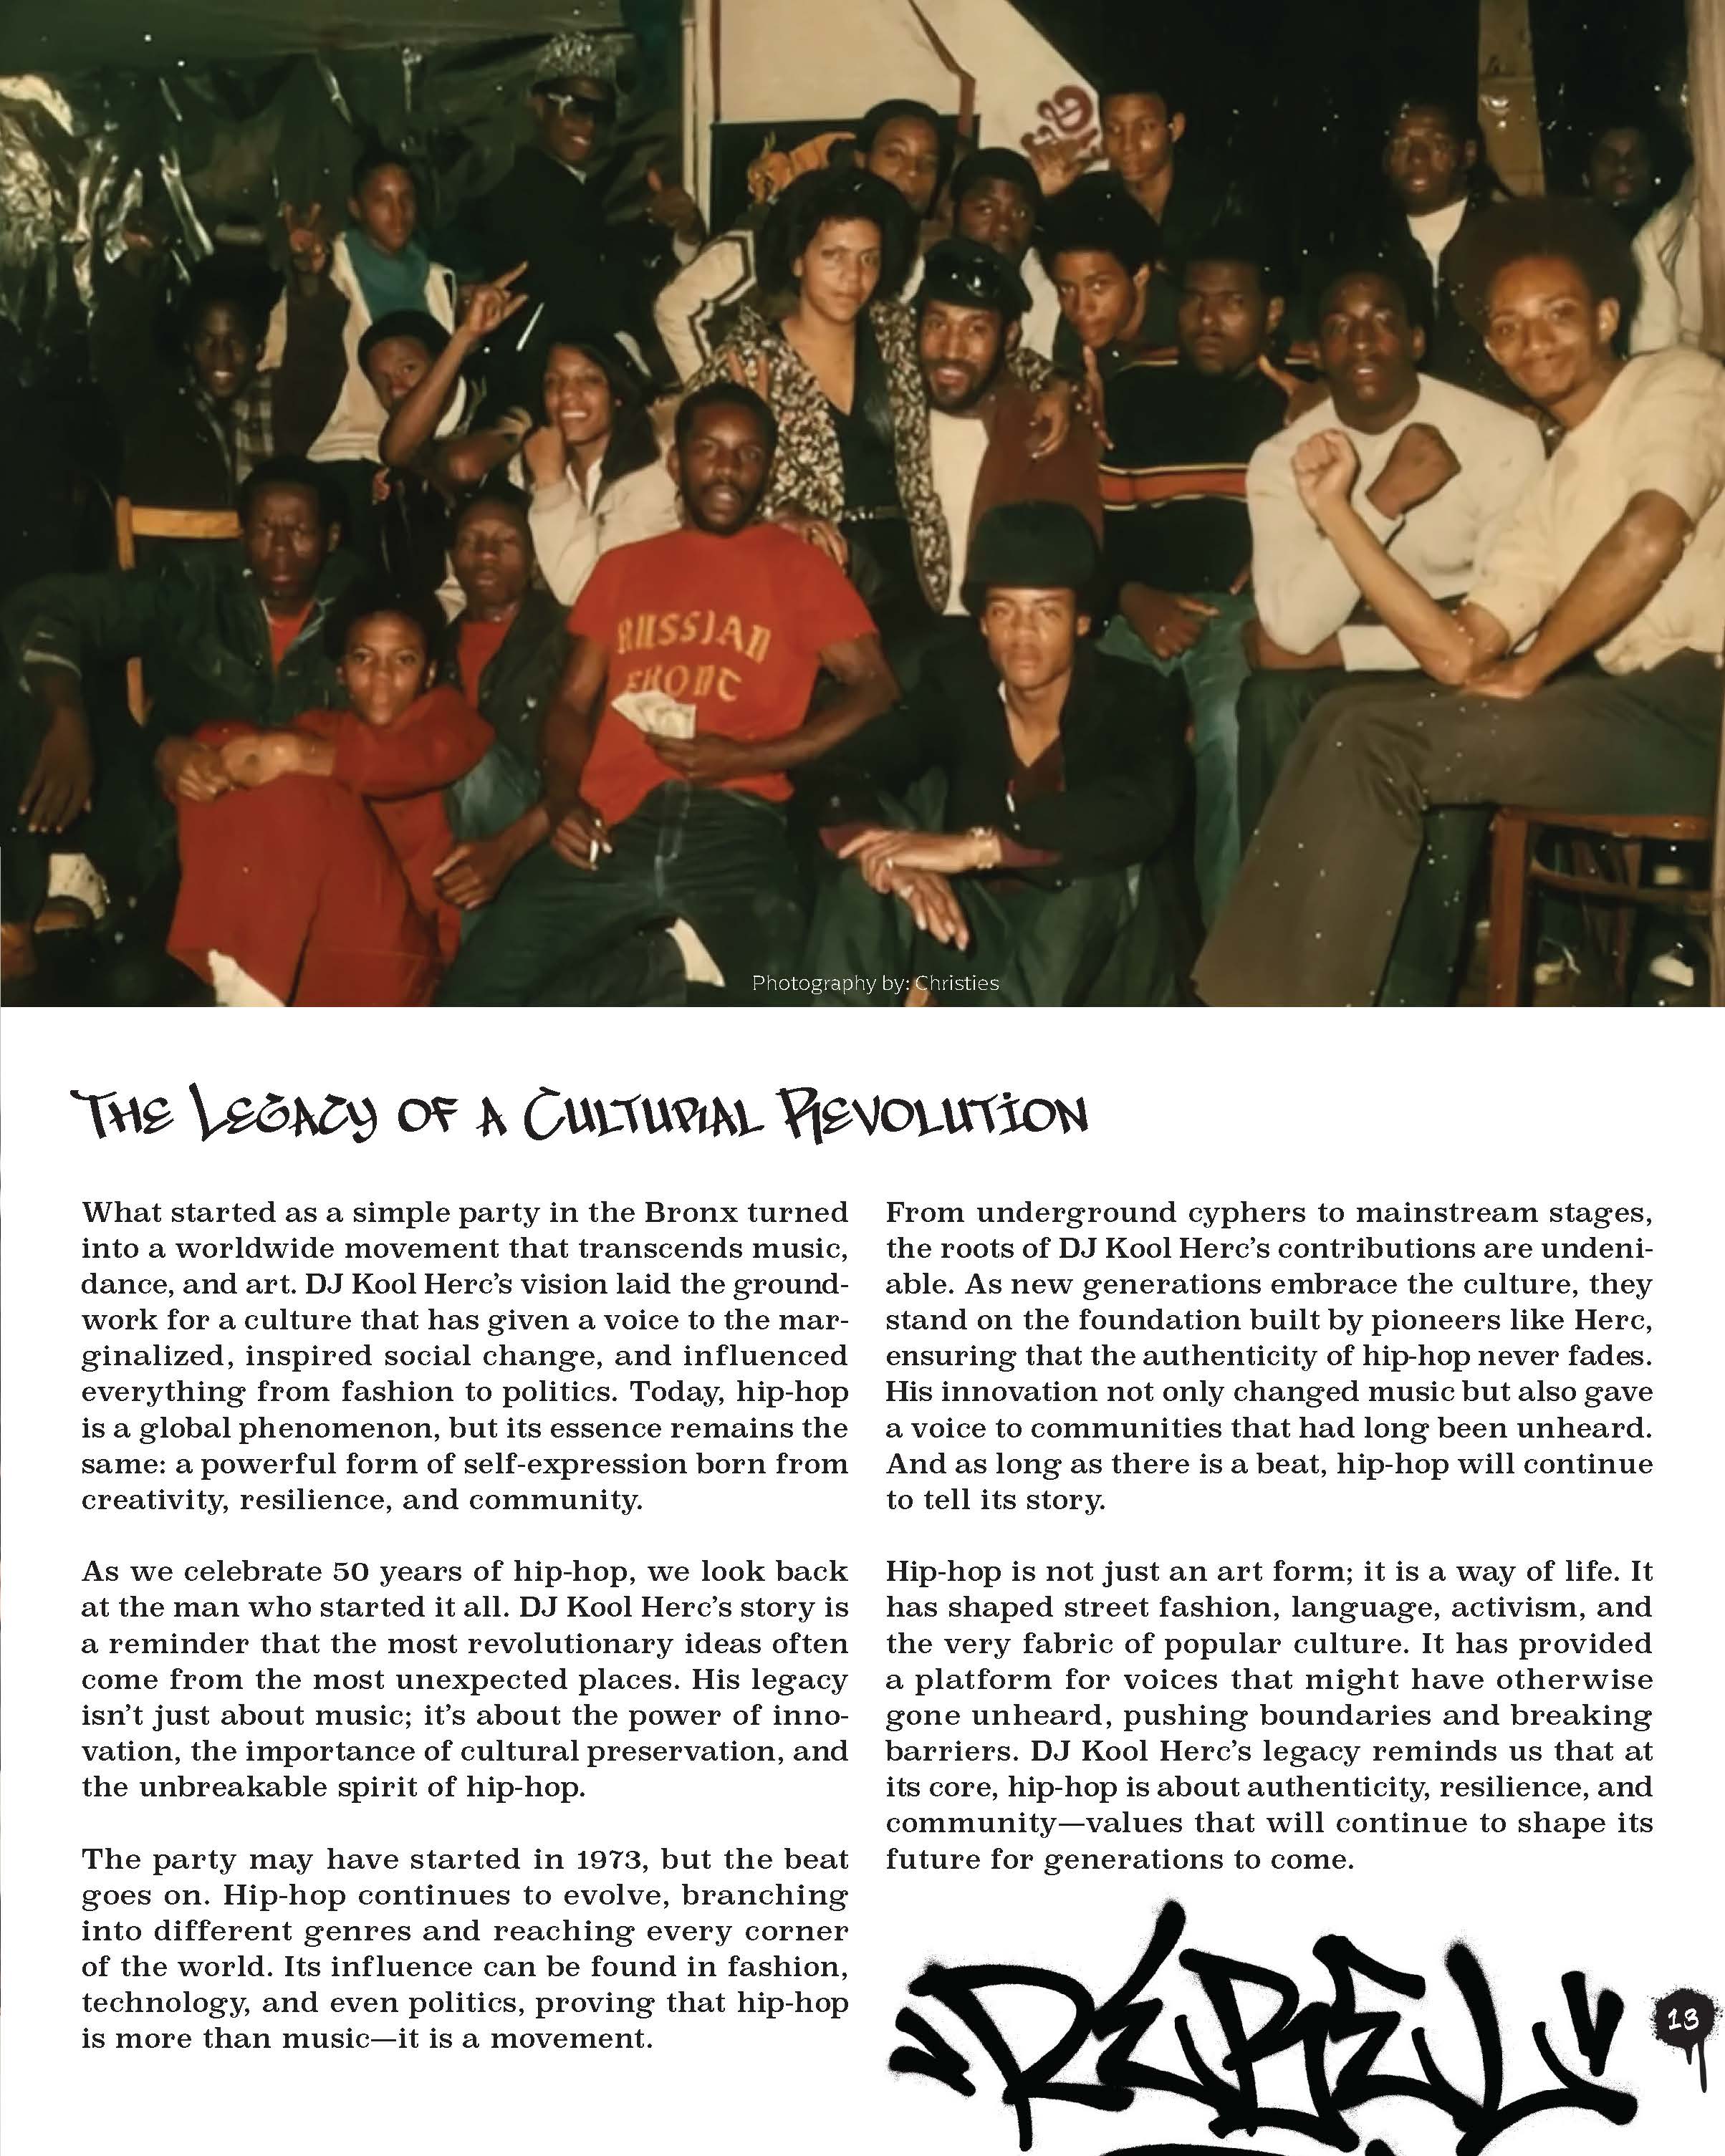 RUSSIAN
FRONT
Photography by: Christies
The Legacy of a Cultural Revolution
What started as a simple party in the Bronx turned
into a worldwide movement that transcends music,
dance, and art. DJ Kool Herc’s vision laid the ground-
work for a culture that has given a voice to the mar-
ginalized, inspired social change, and influenced
everything from fashion to politics. Today, hip-hop
is a global phenomenon, but its essence remains the
same: a powerful form of self-expression born from
creativity, resilience, and community.
As we celebrate 50 years of hip-hop, we look back
at the man who started it all. DJ Kool Herc’s story is
a reminder that the most revolutionary ideas often
come from the most unexpected places. His legacy
isn’t just about music; it’s about the power of inno-
vation, the importance of cultural preservation, and
the unbreakable spirit of hip-hop.
The party may have started in 1973, but the beat
goes on. Hip-hop continues to evolve, branching
into different genres and reaching every corner
of the world. Its influence can be found in fashion,
technology, and even politics, proving that hip-hop
is more than music—it is a movement.
From underground cyphers to mainstream stages,
the roots of DJ Kool Herc’s contributions are undeni-
able. As new generations embrace the culture, they
stand on the foundation built by pioneers like Herc,
ensuring that the authenticity of hip-hop never fades.
His innovation not only changed music but also gave
a voice to communities that had long been unheard.
And as long as there is a beat, hip-hop will continue
to tell its story.
Hip-hop is not just an art form; it is a way of life. It
has shaped street fashion, language, activism, and
the very fabric of popular culture. It has provided
a platform for voices that might have otherwise
gone unheard, pushing boundaries and breaking
barriers. DJ Kool Herc’s legacy reminds us that at
its core, hip-hop is about authenticity, resilience, and
community—values that will continue to shape its
future for generations to come.
REBEL
13